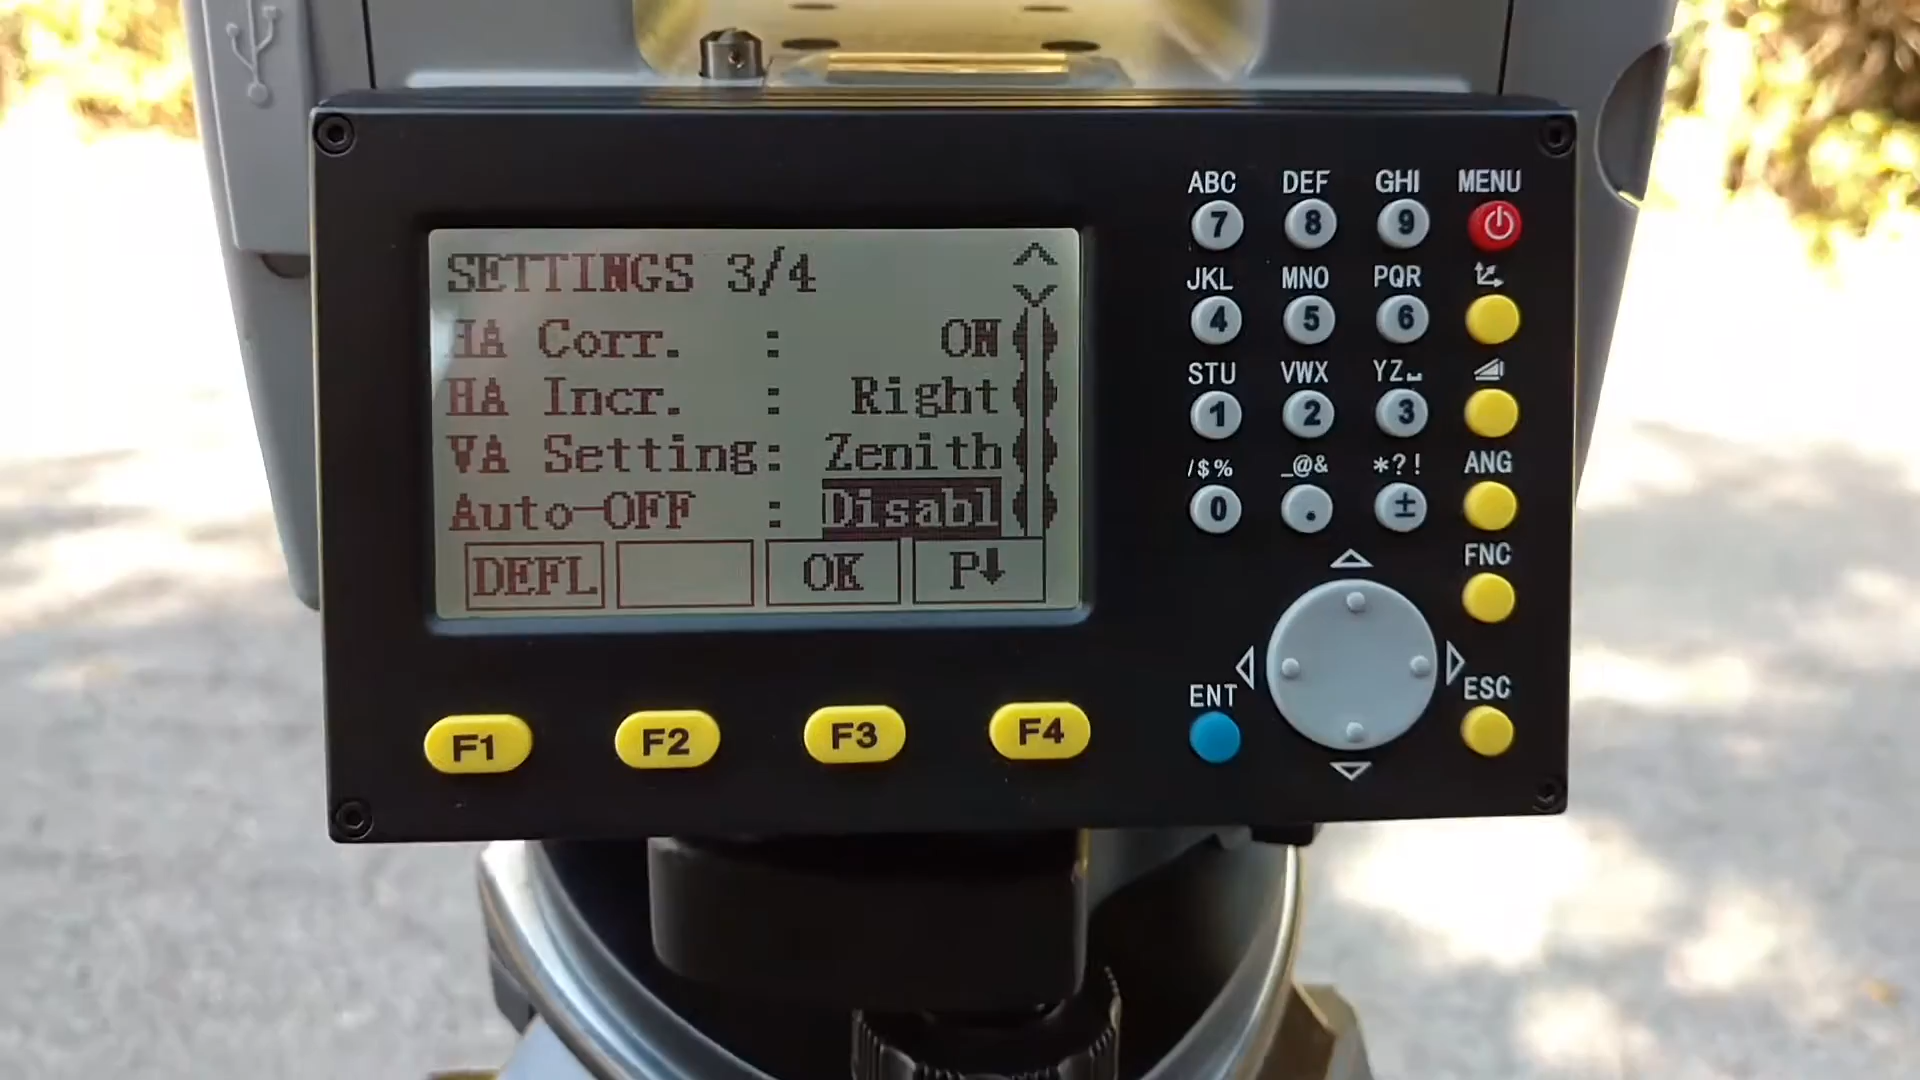 SETTINGS 3/4
HA Corr. : ON
HA Incr. : Right
VA Setting: Zenith
Auto-OFF : Disabl
DEFL OK P↓
F1 F2 F3 F4
ABC DEF GHI MENU
7 8 9
JKL MNO PQR
4 5 6
STU VWX YZ⎵
1 2 3
/$% _@& *?! ANG
0 . ±
FNC
ENT ESC